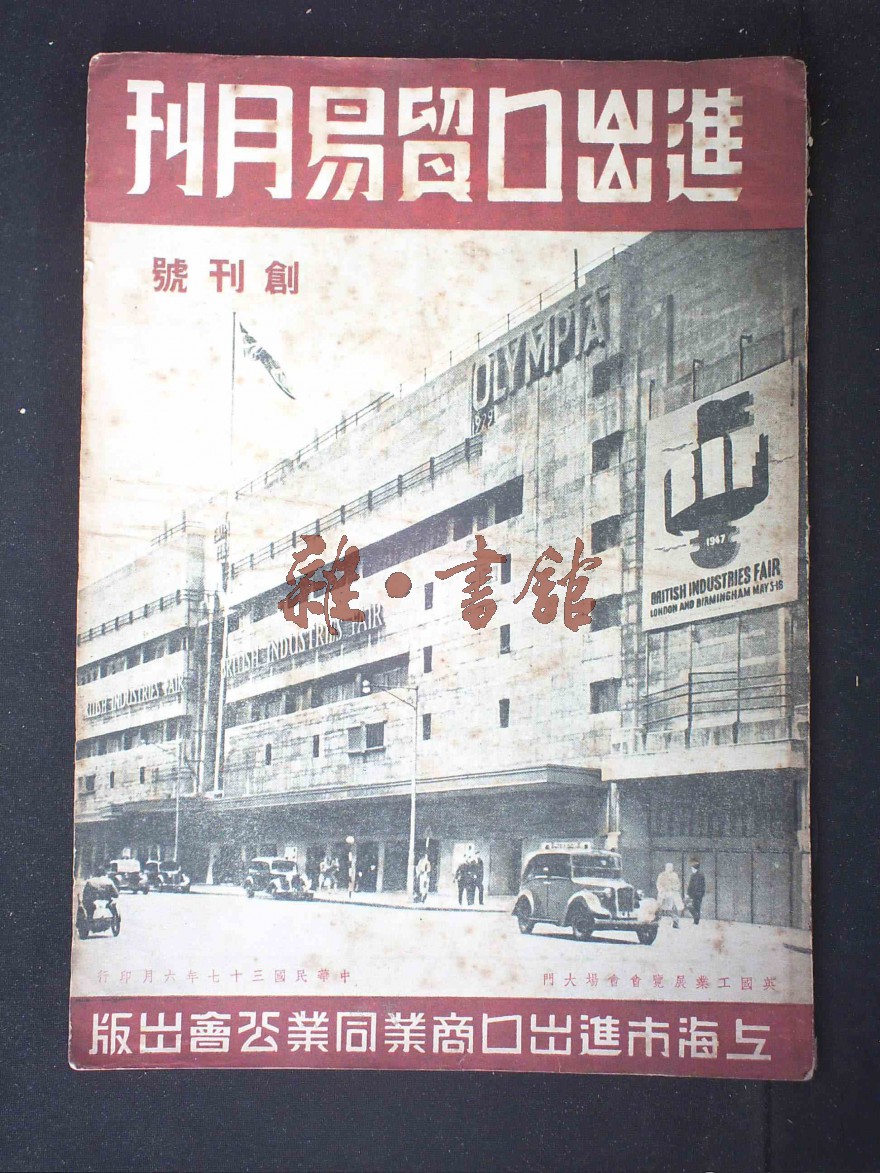 進出口貿易月刊
創刊號
OLYMPIA
1929
BIF
1947
BRITISH INDUSTRIES FAIR
LONDON AND BIRMINGHAM MAY 5-16
BRITISH INDUSTRIES FAIR
BRITISH INDUSTRIES FAIR
雜·書館
英國工業展覽會會場大門
中華民國三十七年六月印行
上海市進出口商業同業公會出版